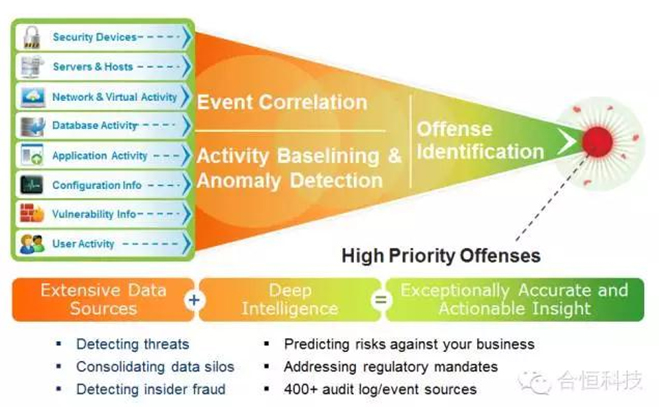 Security Devices
Servers & Hosts
Network & Virtual Activity
Database Activity
Application Activity
Configuration Info
Vulnerability Info
User Activity
Event Correlation
Activity Baselining &
Anomaly Detection
Offense
Identification
High Priority Offenses
Extensive Data
Sources
+
Deep
Intelligence
=
Exceptionally Accurate and
Actionable Insight
• Detecting threats
• Consolidating data silos
• Detecting insider fraud
▪ Predicting risks against your business
▪ Addressing regulatory mandates
▪ 400+ audit log/event sources
合恒科技